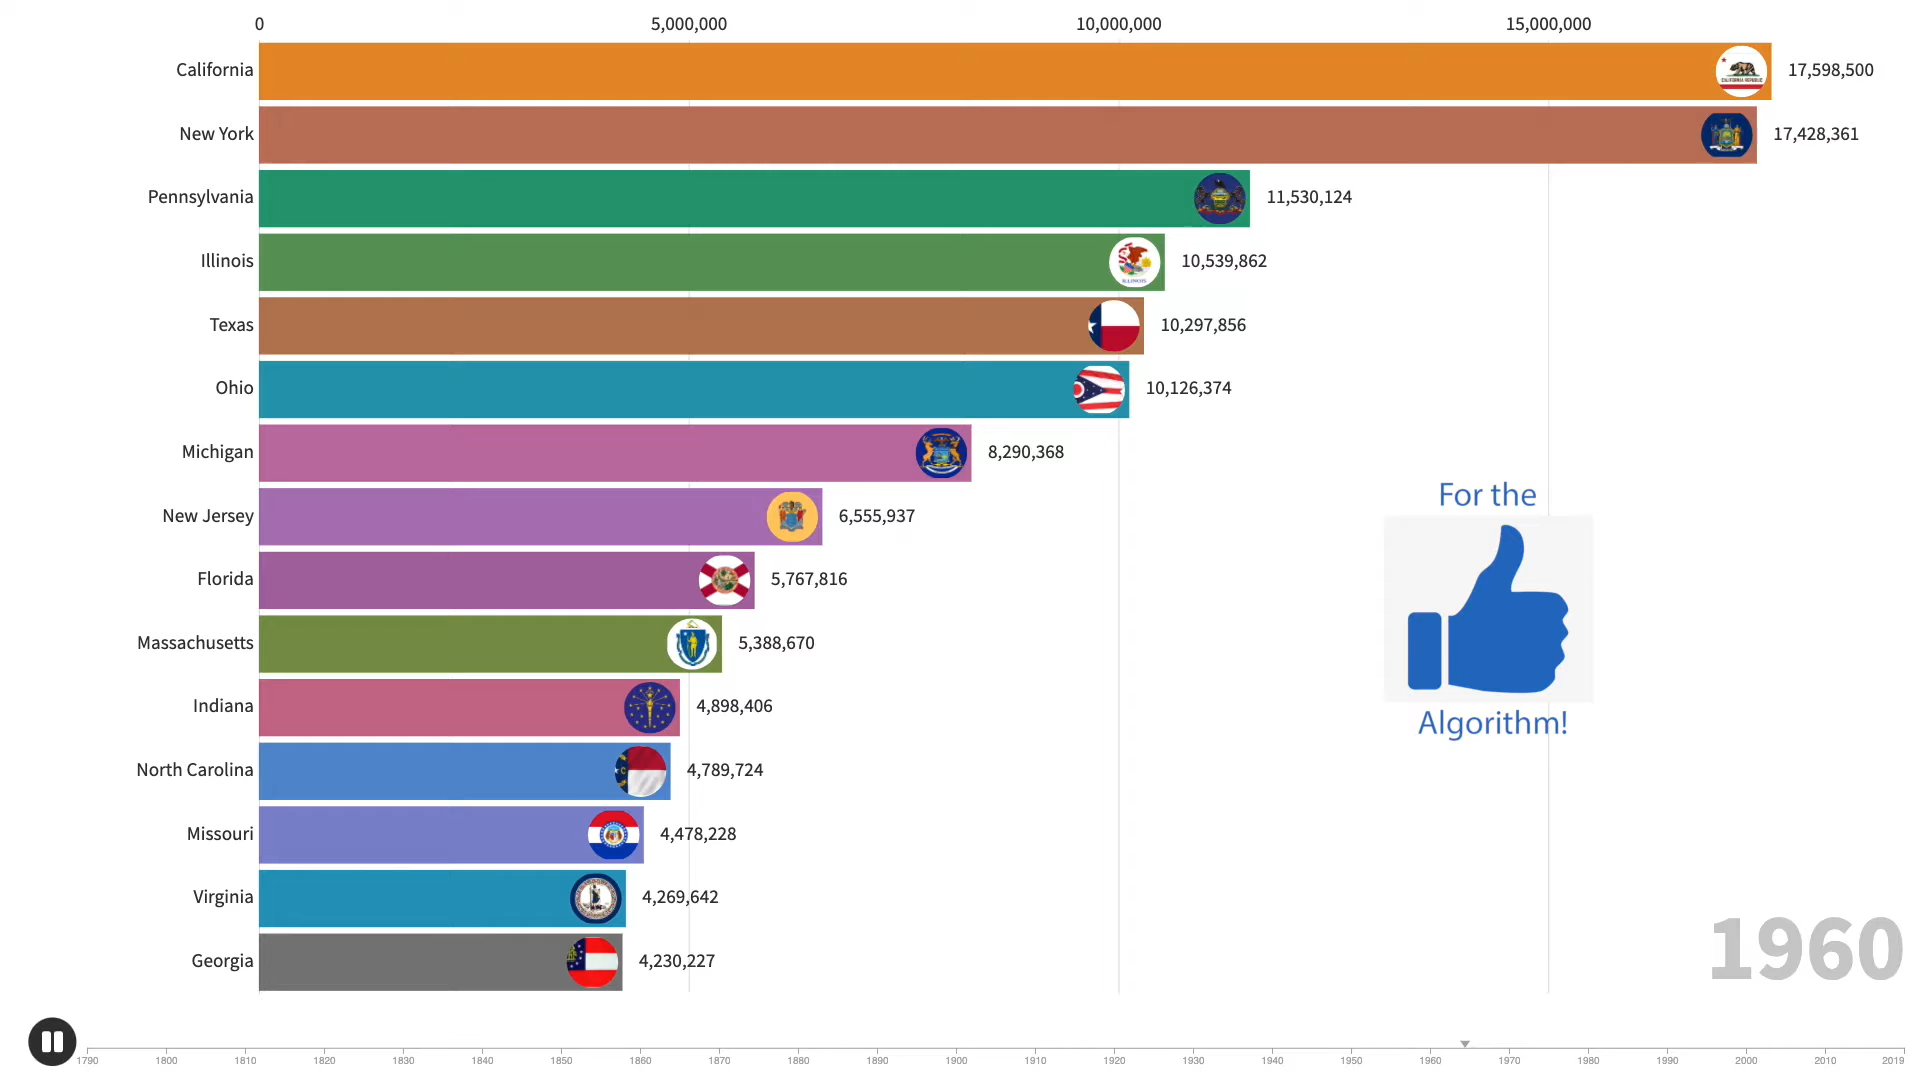 0 5,000,000 10,000,000 15,000,000
California 17,598,500
New York 17,428,361
Pennsylvania 11,530,124
Illinois 10,539,862
Texas 10,297,856
Ohio 10,126,374
Michigan 8,290,368
New Jersey 6,555,937
Florida 5,767,816
Massachusetts 5,388,670
Indiana 4,898,406
North Carolina 4,789,724
Missouri 4,478,228
Virginia 4,269,642
Georgia 4,230,227
For the
Algorithm!
1960
1790 1800 1810 1820 1830 1840 1850 1860 1870 1880 1890 1900 1910 1920 1930 1940 1950 1960 1970 1980 1990 2000 2010 2019
CALIFORNIA REPUBLIC
ILLINOIS